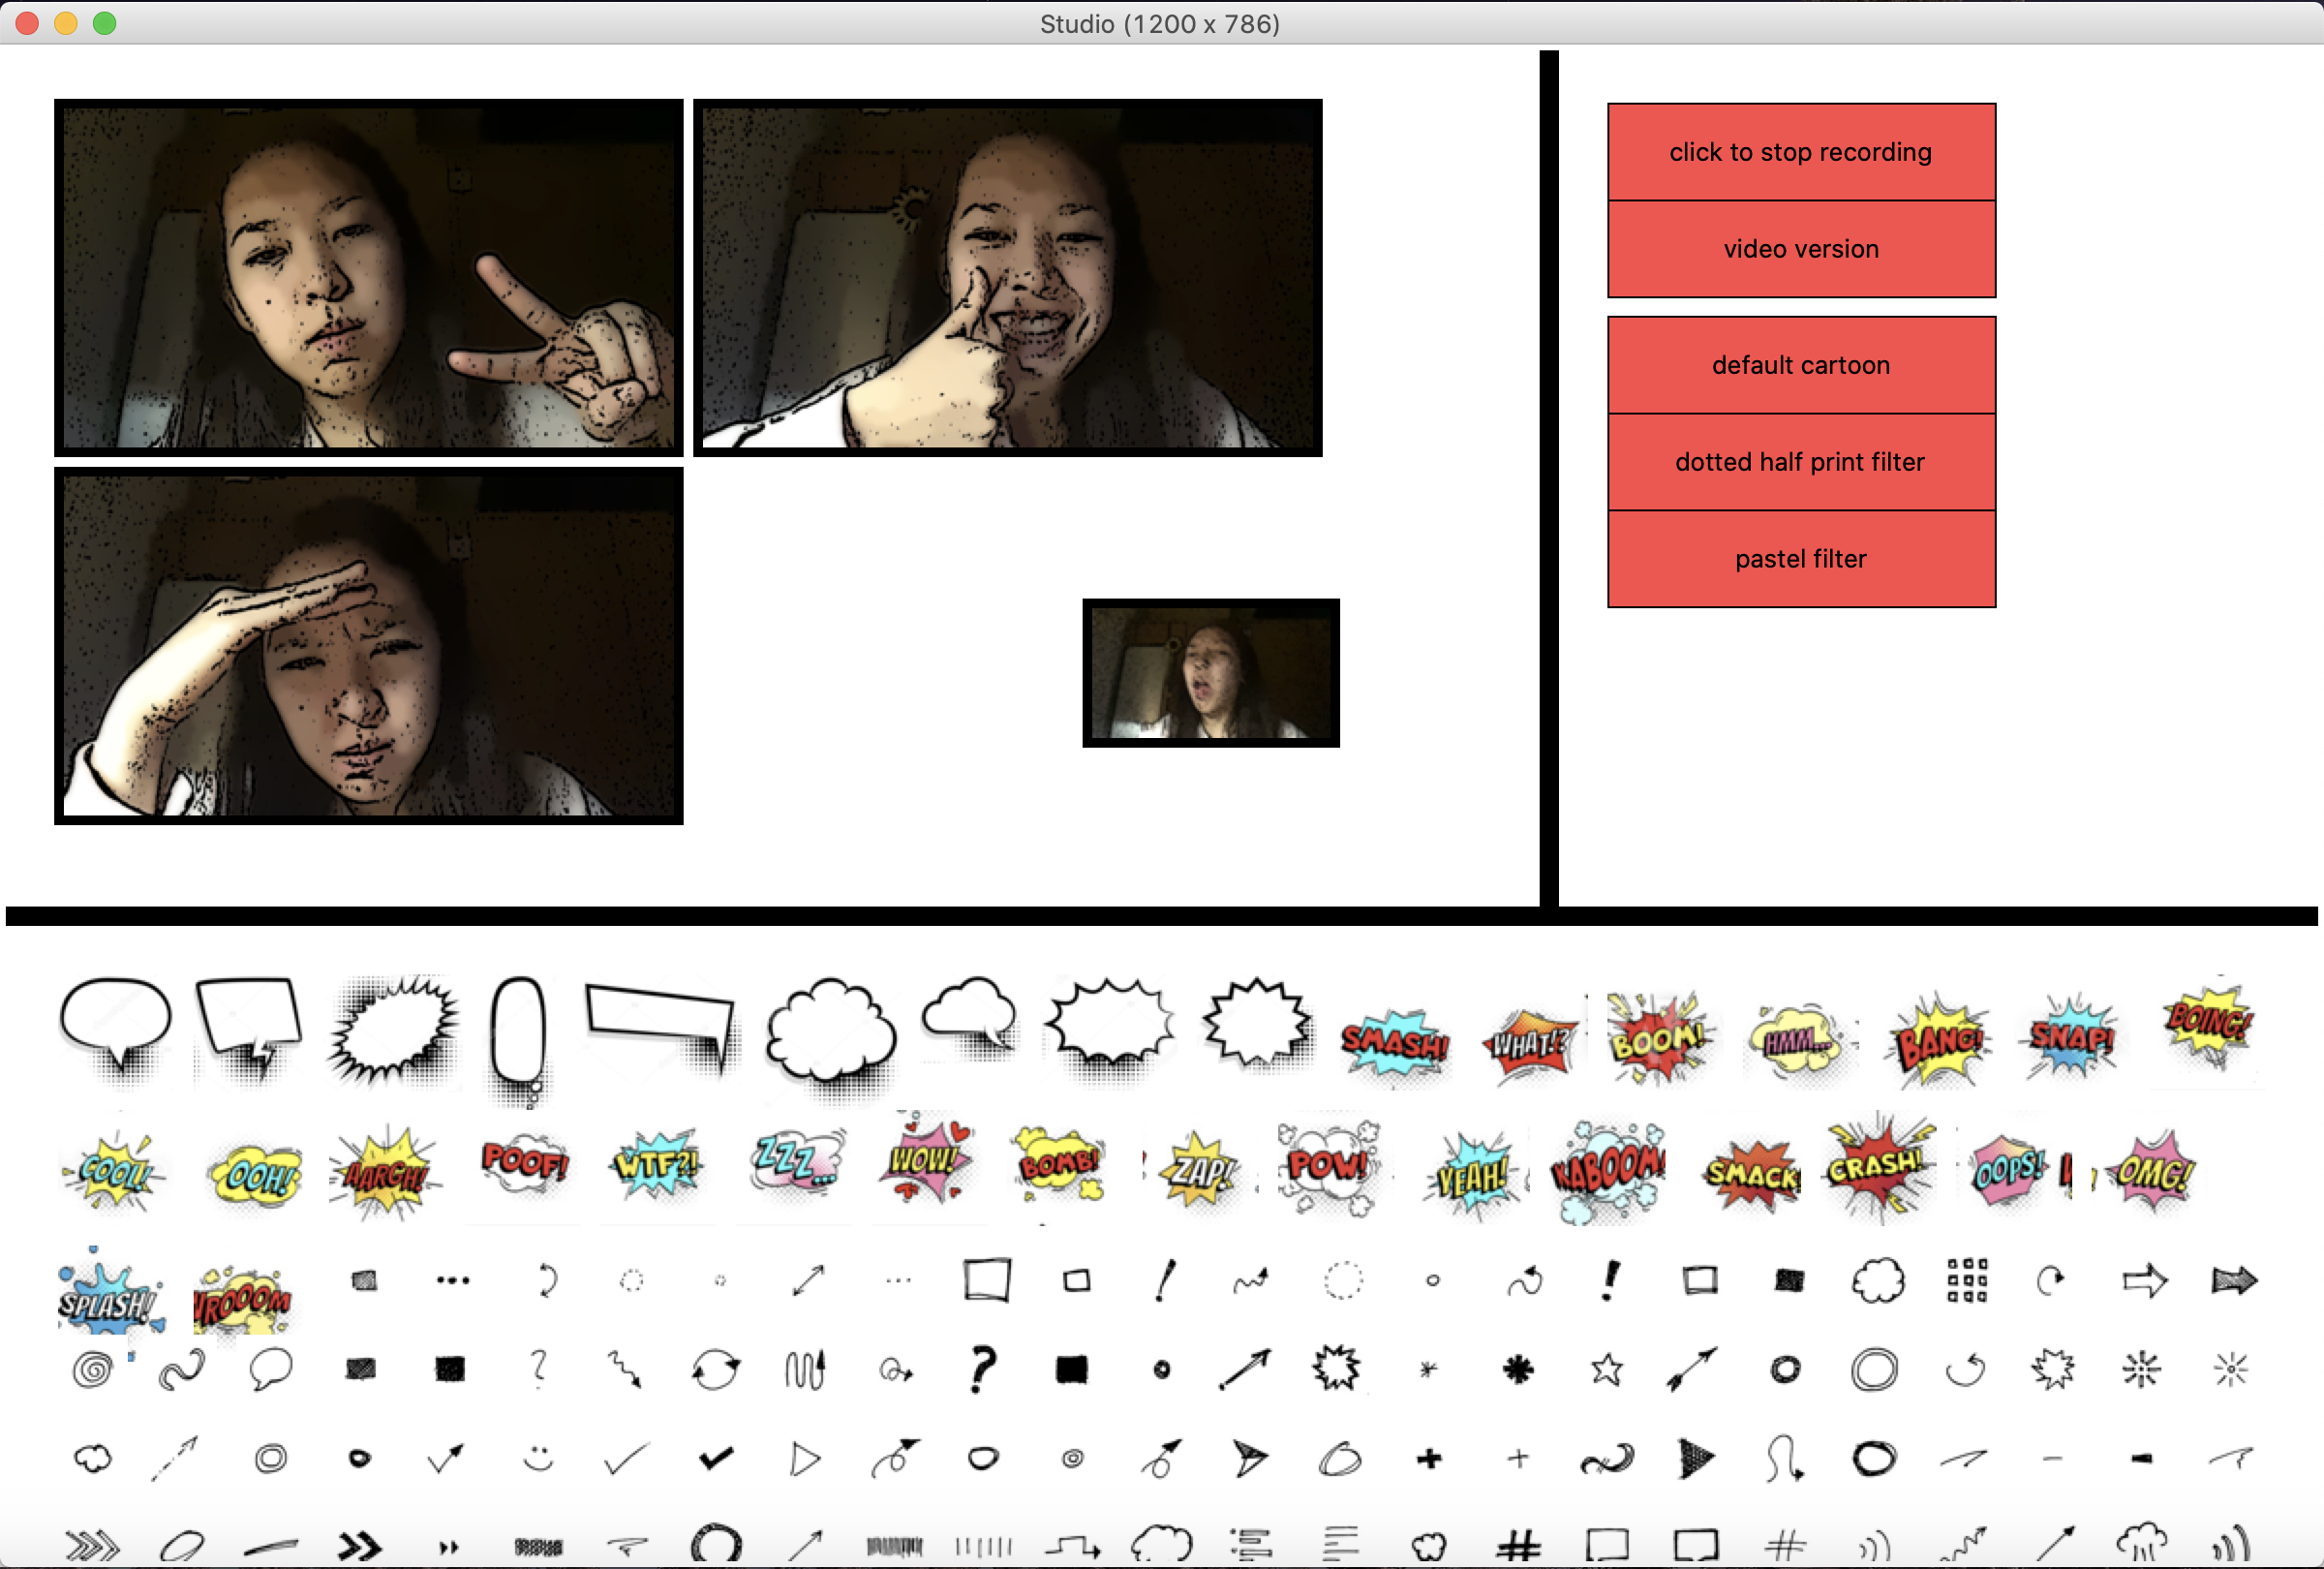 Studio (1200 x 786)
click to stop recording
video version
default cartoon
dotted half print filter
pastel filter
SMASH!
WHAT!?
BOOM!
HMM...
BANG!
SNAP!
BOING!
COOL!
OOH!
AARGH!
POOF!
WTF?!
ZZZ...
WOW!
BOMB!
ZAP!
POW!
YEAH!
KABOOM!
SMACK
CRASH!
OOPS!
OMG!
SPLASH!
VROOOM